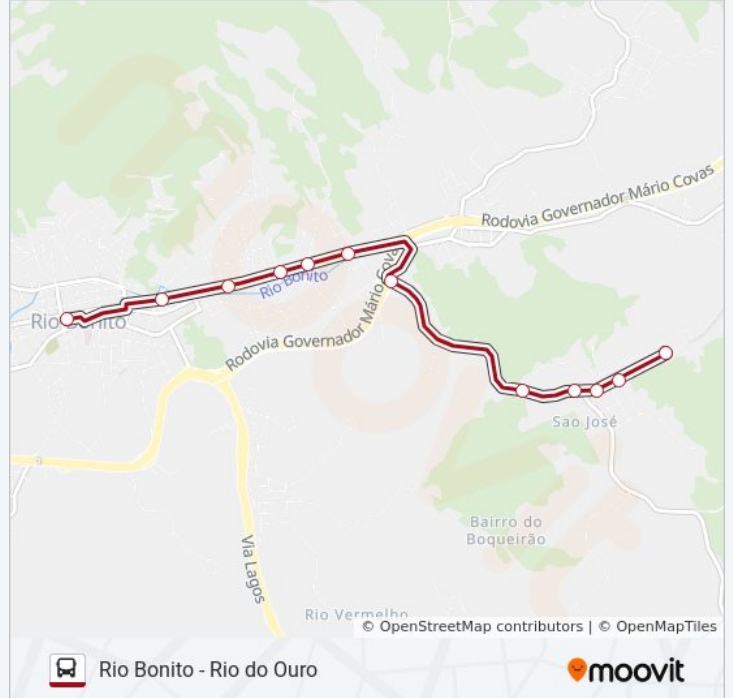 Rodovia Governador Mário Covas
Rio Bonito
Rio Bonito
Rodovia Governador Mário Covas
Sao José
Bairro do
Boqueirão
Via Lagos
Rio Vermelho
© OpenStreetMap contributors | © OpenMapTiles
Rio Bonito - Rio do Ouro
moovit